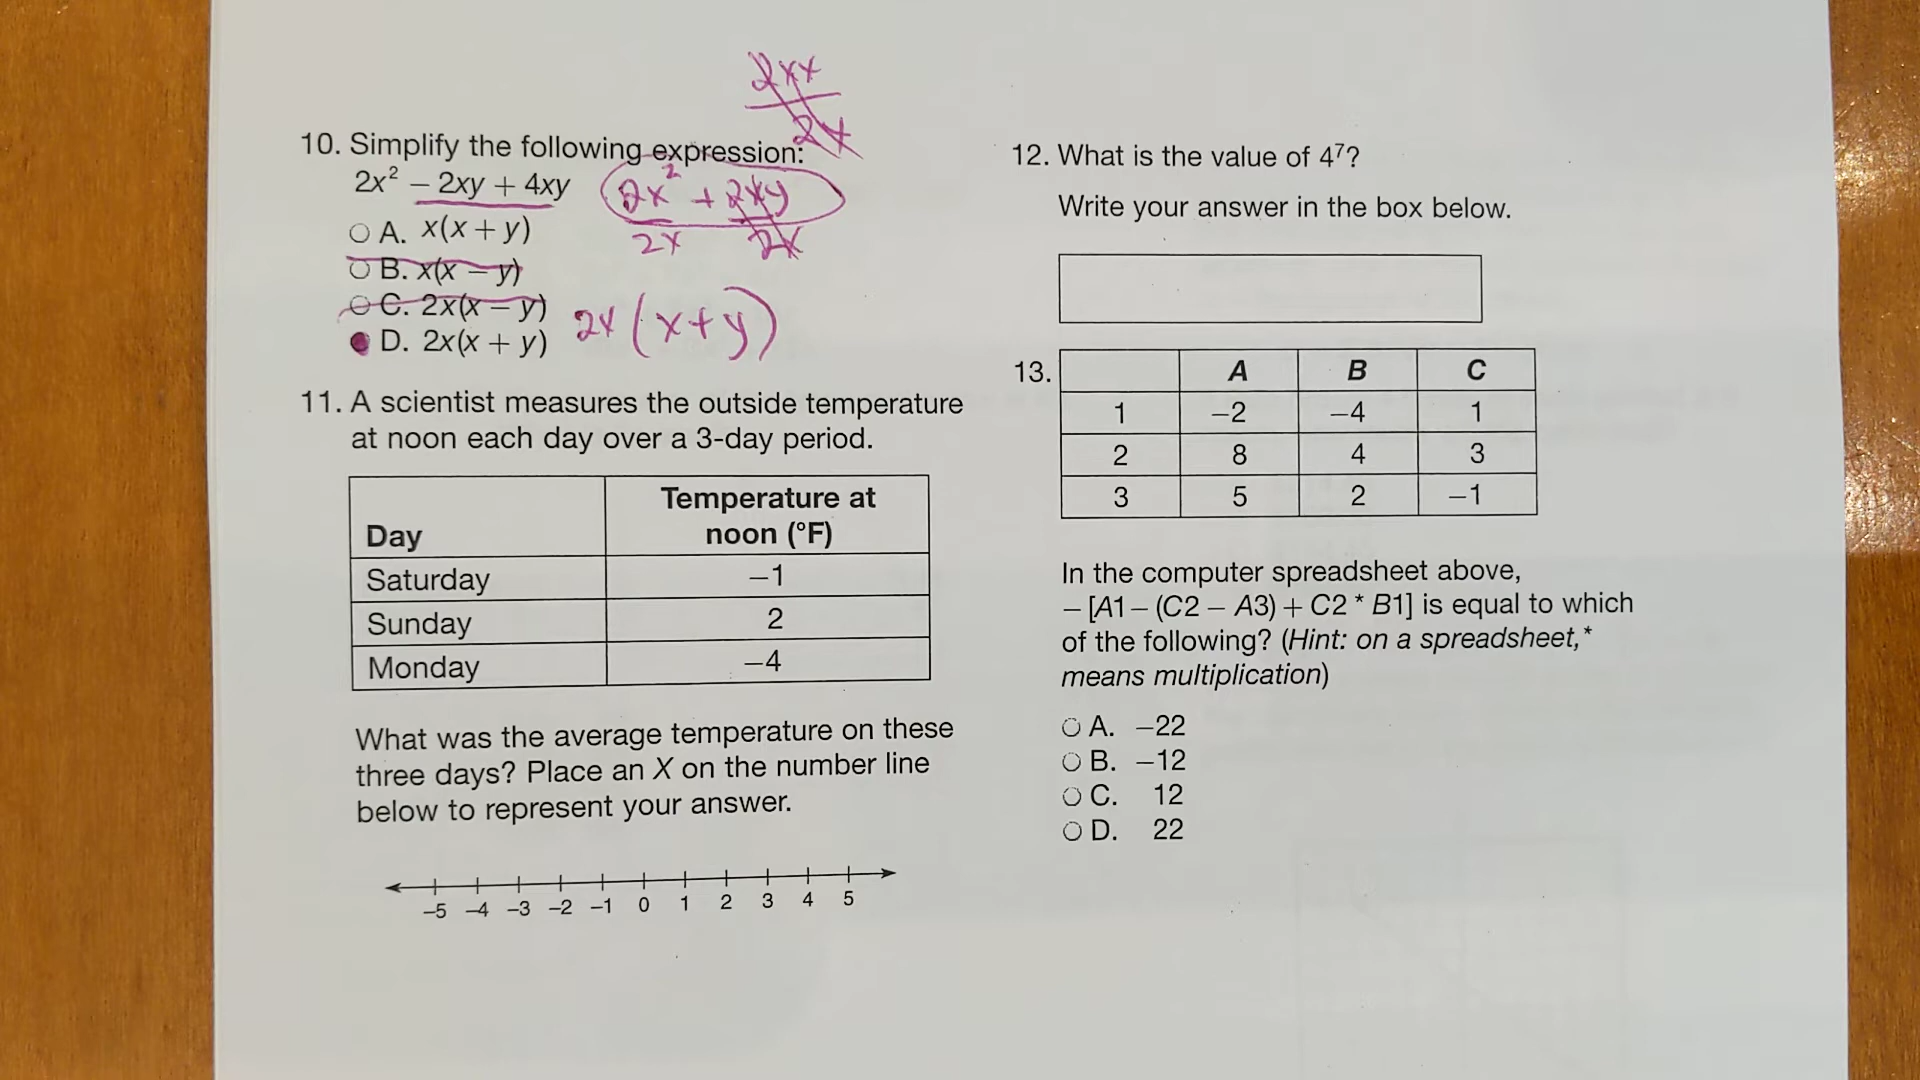 2xx
2x
10. Simplify the following expression:
2x² – 2xy + 4xy
2x² + 2xy
2x 2x
A. x(x + y)
B. x(x – y)
C. 2x(x – y)
D. 2x(x + y)
2x(x+y)
11. A scientist measures the outside temperature
at noon each day over a 3-day period.
Day Temperature at
noon (°F)
Saturday –1
Sunday 2
Monday –4
What was the average temperature on these
three days? Place an X on the number line
below to represent your answer.
–5 –4 –3 –2 –1 0 1 2 3 4 5
12. What is the value of 4⁷?
Write your answer in the box below.
13.
A B C
1 –2 –4 1
2 8 4 3
3 5 2 –1
In the computer spreadsheet above,
– [A1 – (C2 – A3) + C2 * B1] is equal to which
of the following? (Hint: on a spreadsheet,*
means multiplication)
A. –22
B. –12
C. 12
D. 22